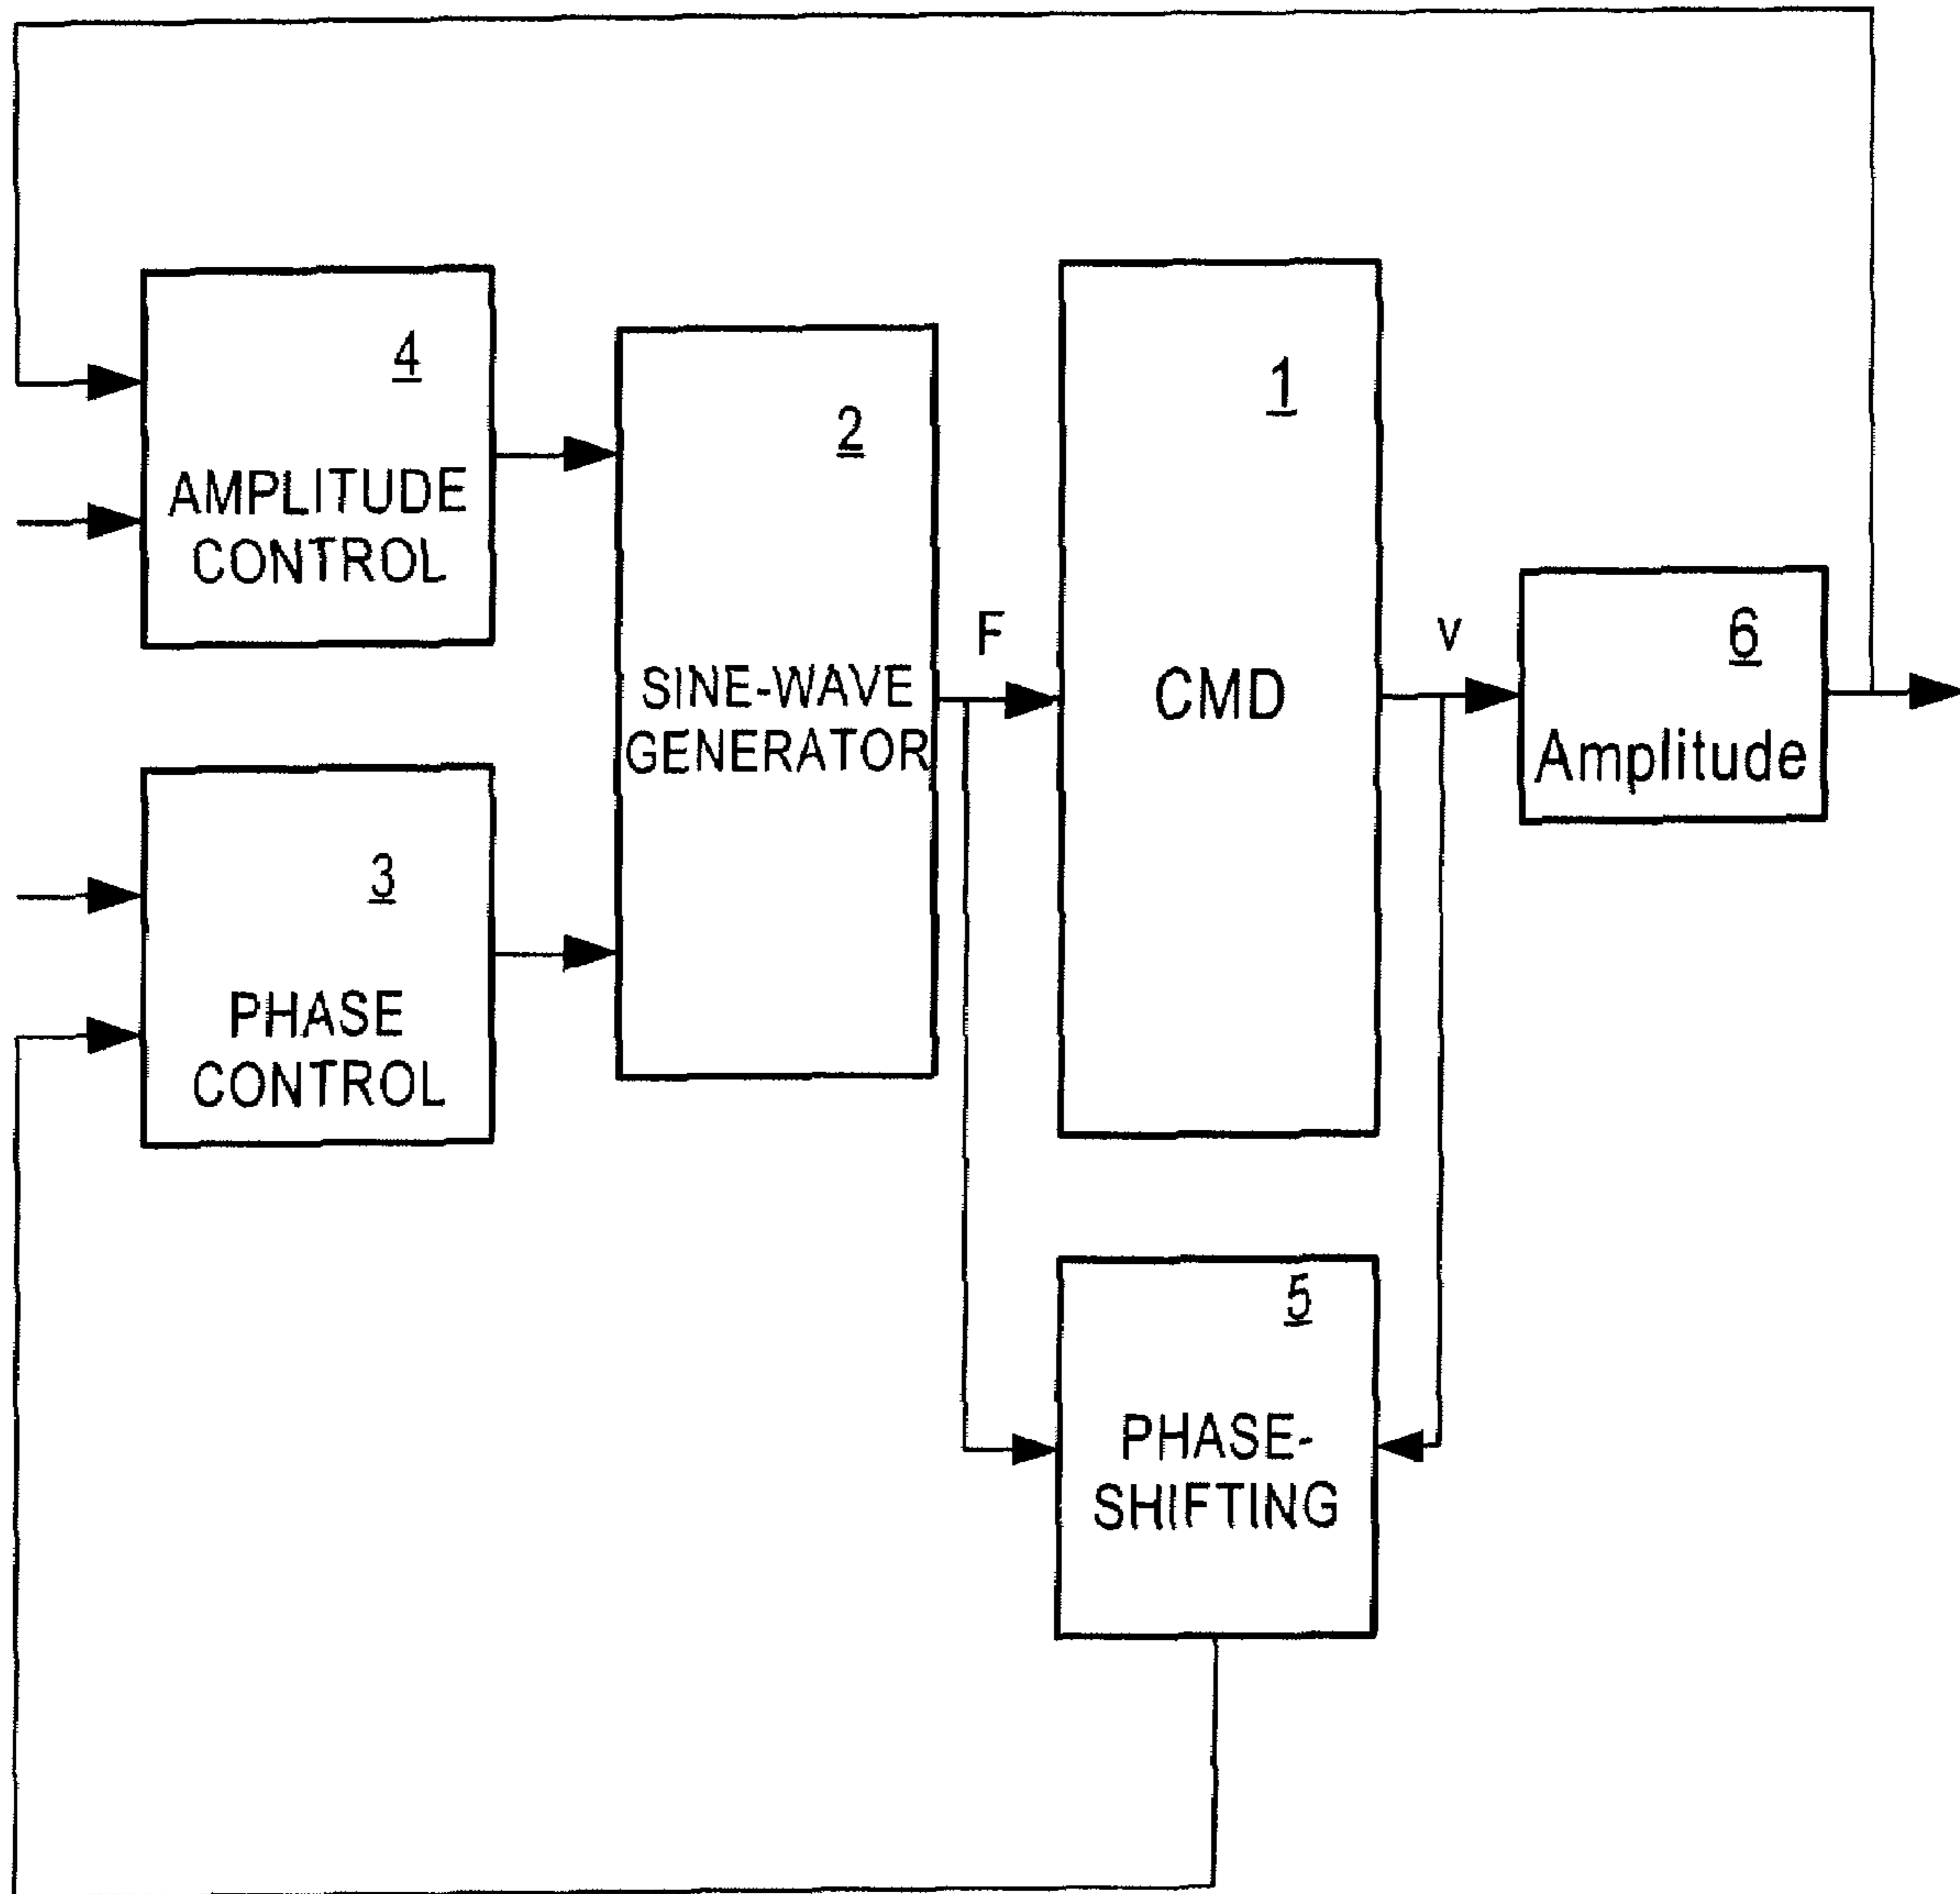 4
AMPLITUDE
CONTROL
2
SINE-WAVE
GENERATOR
F
1
CMD
v
6
Amplitude
3
PHASE
CONTROL
5
PHASE-
SHIFTING